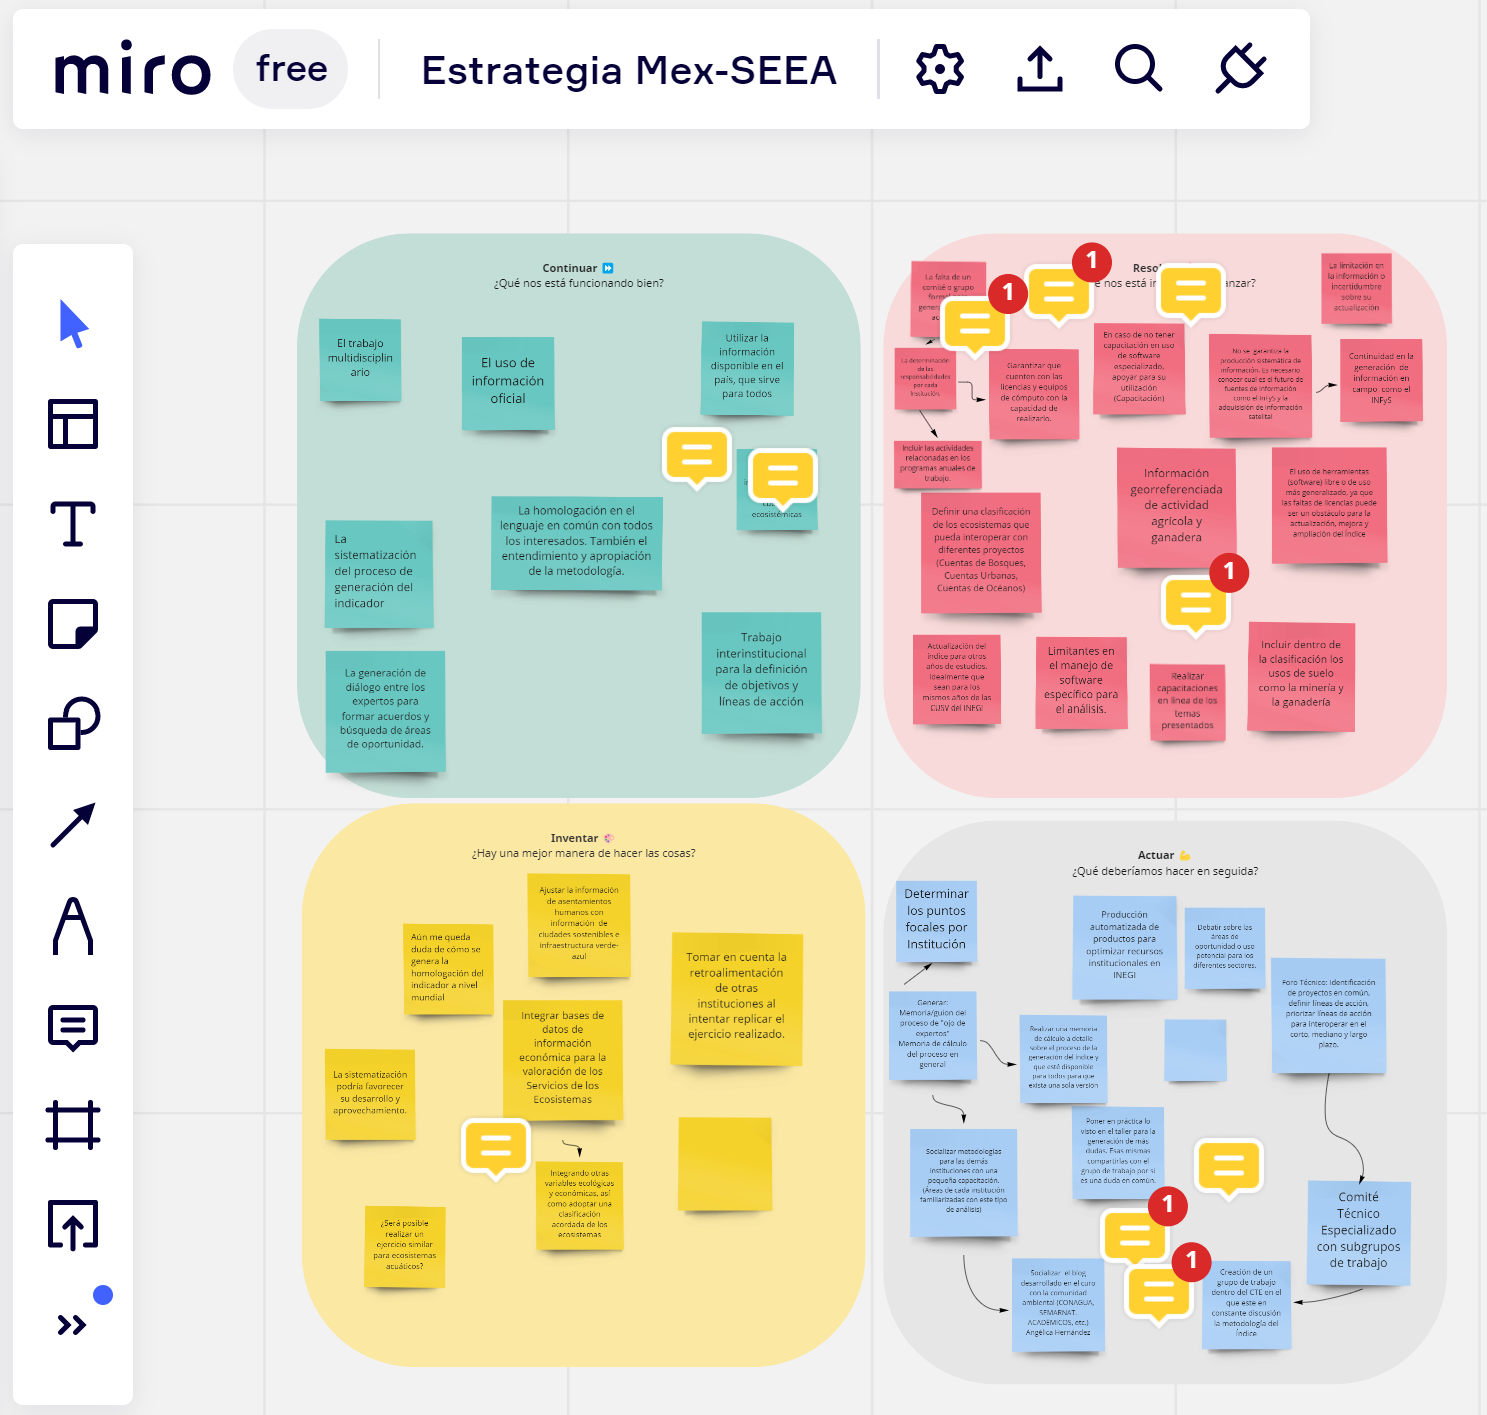 miro
free
Estrategia Mex-SEEA
Continuar
¿Qué nos está funcionando bien?
El trabajo
multidisciplin
ario
El uso de
información
oficial
Utilizar la
información
disponible en el
país, que sirve
para todos
ecosistémicas
La homologación en el
lenguaje en común con todos
los interesados. También el
entendimiento y apropiación
de la metodología.
La
sistematización
del proceso de
generación del
indicador
La generación de
diálogo entre los
expertos para
formar acuerdos y
búsqueda de áreas
de oportunidad.
Trabajo
interinstitucional
para la definición
de objetivos y
líneas de acción
nos está
La falta de un
comité o grupo
1
1
La limitación en
la información o
incertidumbre
sobre su
actualización
La determinación
de las
responsabilidades
por cada
Institución.
Garantizar que
cuenten con las
licencias y equipos
de cómputo con la
capacidad de
realizarlo.
En caso de no tener
capacitación en uso
de software
especializado,
apoyar para su
utilización
(Capacitación)
No se garantiza la
producción sistemática de
información. Es necesario
conocer cual es el futuro de
fuentes de información
como el INFyS y la
adquisición de información
satelital
Continuidad en la
generación de
información en
campo como el
INFyS
Incluir las actividades
relacionadas en los
programas anuales de
trabajo.
Definir una clasificación
de los ecosistemas que
pueda interoperar con
diferentes proyectos
(Cuentas de Bosques,
Cuentas Urbanas,
Cuentas de Océanos)
Información
georreferenciada
de actividad
agrícola y
ganadera
El uso de herramientas
(software) libre o de uso
más generalizado, ya que
las faltas de licencias puede
ser un obstáculo para la
actualización, mejora y
ampliación del Índice
1
Actualización del
índice para otros
años de estudios.
Idealmente que
sean para los
mismos años de las
CUSV del INEGI
Limitantes en
el manejo de
software
específico para
el análisis.
Realizar
capacitaciones
en línea de los
temas
presentados
Incluir dentro de
la clasificación los
usos de suelo
como la minería y
la ganadería
Inventar
¿Hay una mejor manera de hacer las cosas?
Ajustar la información
de asentamientos
humanos con
información de
ciudades sostenibles e
infraestructura verde-
azul
Aún me queda
duda de cómo se
genera la
homologación del
indicador a nivel
mundial
Tomar en cuenta la
retroalimentación
de otras
instituciones al
intentar replicar el
ejercicio realizado.
Integrar bases de
datos de
información
económica para la
valoración de los
Servicios de los
Ecosistemas
La sistematización
podría favorecer
su desarrollo y
aprovechamiento.
Integrando otras
variables ecológicas
y económicas, así
como adoptar una
clasificación
acordada de los
ecosistemas
¿Será posible
realizar un
ejercicio similar
para ecosistemas
acuáticos?
Actuar
¿Qué deberíamos hacer en seguida?
Determinar
los puntos
focales por
Institución
Producción
automatizada de
productos para
optimizar recursos
institucionales en
INEGI
Debatir sobre las
áreas de
oportunidad o uso
potencial para los
diferentes sectores.
Foro Técnico: Identificación
de proyectos en común,
definir líneas de acción,
priorizar líneas de acción
para interoperar en el
corto, mediano y largo
plazo.
Generar:
Memoria/guion del
proceso de "ojo de
expertos"
Memoria de cálculo
del proceso en
general
Realizar una memoria
de cálculo a detalle
sobre el proceso de la
generación del índice y
que esté disponible
para todos para que
exista una sola versión
Poner en práctica lo
visto en el taller para la
generación de más
dudas. Esas mismas
compartirlas con el
grupo de trabajo por si
es una duda en común.
Socializar metodologías
para las demás
instituciones con una
pequeña capacitación.
(Áreas de cada institución
familiarizadas con este tipo
de análisis)
Comité
Técnico
Especializado
con subgrupos
de trabajo
1
1
Socializar el blog
desarrollado en el curo
con la comunidad
ambiental (CONAGUA,
SEMARNAT,
ACADEMICOS, etc.)
Angélica Hernández
Creación de un
grupo de trabajo
dentro del CTE en el
que este en
constante discusión
la metodología del
Índice